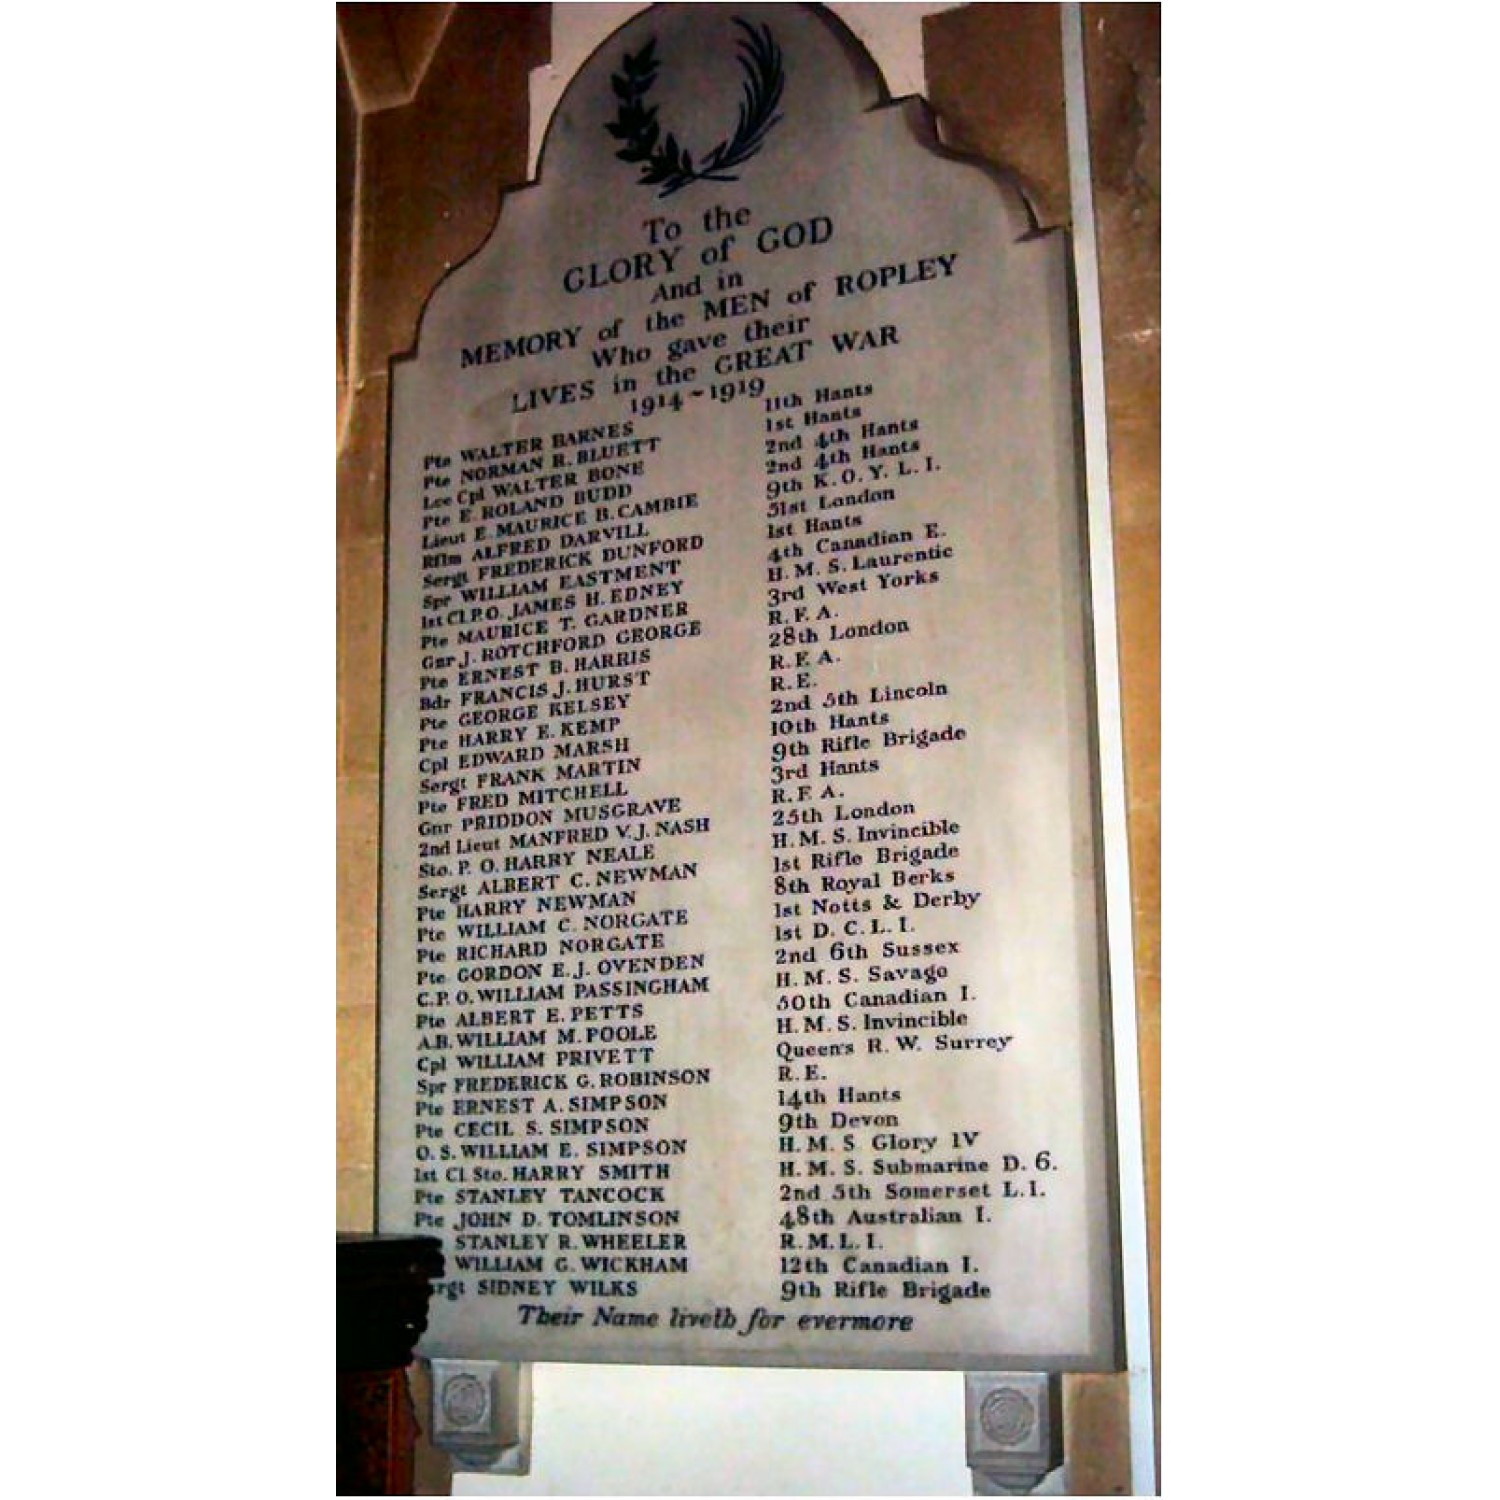 To the
GLORY of GOD
And in
MEMORY of the MEN of ROPLEY
Who gave their
LIVES in the GREAT WAR
1914~1919
Pte WALTER BARNES 11th Hants
Pte NORMAN R. BLUETT 1st Hants
Lce Cpl WALTER BONE 2nd 4th Hants
Pte E. ROLAND BUDD 2nd 4th Hants
Lieut E. MAURICE B. CAMBIE 9th K.O.Y.L.I.
Rflm ALFRED DARVILL 51st London
Sergt FREDERICK DUNFORD 1st Hants
Spr WILLIAM EASTMENT 4th Canadian E.
1st Cl P.O. JAMES H. EDNEY H.M.S. Laurentic
Pte MAURICE T. GARDNER 3rd West Yorks
Gnr J. ROTCHFORD GEORGE R.F.A.
Pte ERNEST B. HARRIS 28th London
Bdr FRANCIS J. HURST R.F.A.
Pte GEORGE KELSEY R.E.
Pte HARRY E. KEMP 2nd 5th Lincoln
Cpl EDWARD MARSH 10th Hants
Sergt FRANK MARTIN 9th Rifle Brigade
Pte FRED MITCHELL 3rd Hants
Gnr PRIDDON MUSGRAVE R.F.A.
2nd Lieut MANFRED V.J. NASH 25th London
Sto. P.O. HARRY NEALE H.M.S. Invincible
Sergt ALBERT C. NEWMAN 1st Rifle Brigade
Pte HARRY NEWMAN 8th Royal Berks
Pte WILLIAM C. NORGATE 1st Notts & Derby
Pte RICHARD NORGATE 1st D.C.L.I.
Pte GORDON E.J. OVENDEN 2nd 6th Sussex
C.P.O. WILLIAM PASSINGHAM H.M.S. Savage
Pte ALBERT E. PETTS 50th Canadian I.
A.B. WILLIAM M. POOLE H.M.S. Invincible
Cpl WILLIAM PRIVETT Queen's R.W. Surrey
Spr FREDERICK G. ROBINSON R.E.
Pte ERNEST A. SIMPSON 14th Hants
Pte CECIL S. SIMPSON 9th Devon
O.S. WILLIAM E. SIMPSON H.M.S. Glory IV
1st Cl Sto. HARRY SMITH H.M.S. Submarine D. 6.
Pte STANLEY TANCOCK 2nd 5th Somerset L.I.
Pte JOHN D. TOMLINSON 48th Australian I.
STANLEY R. WHEELER R.M.L.I.
WILLIAM G. WICKHAM 12th Canadian I.
rgt SIDNEY WILKS 9th Rifle Brigade
Their Name liveth for evermore